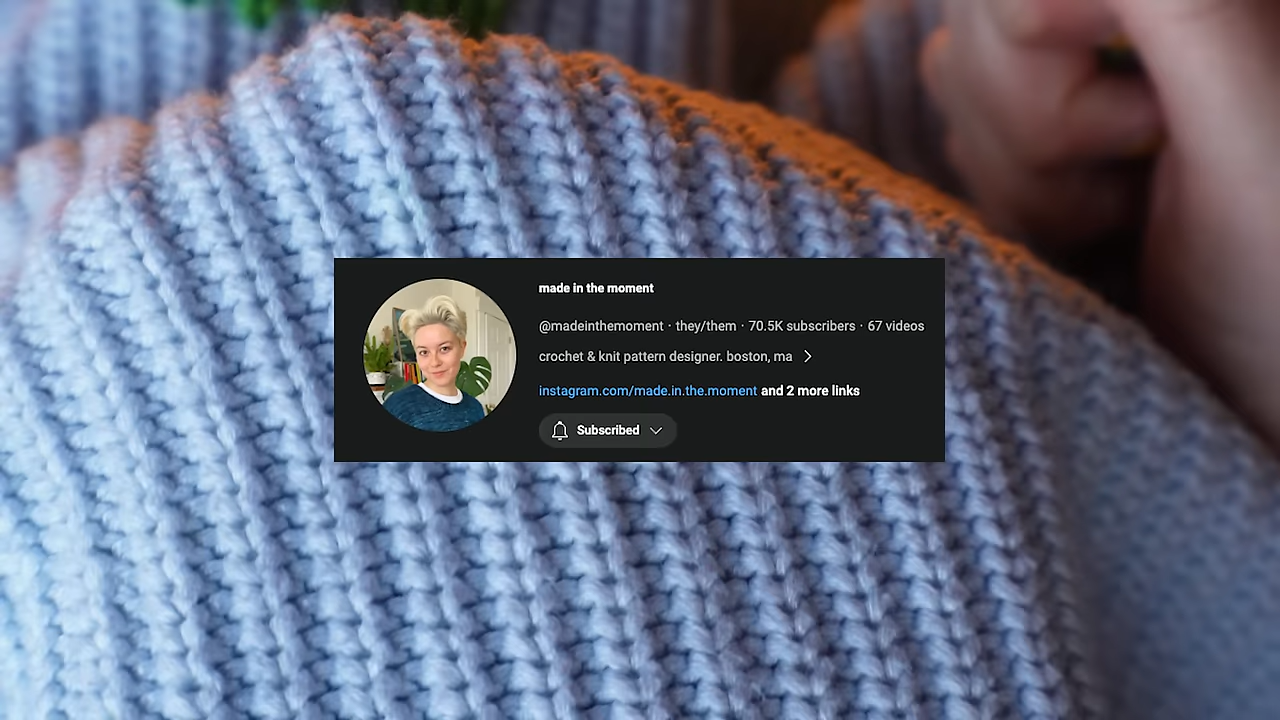 made in the moment
@madeinthemoment · they/them · 70.5K subscribers · 67 videos
crochet & knit pattern designer. boston, ma
instagram.com/made.in.the.moment and 2 more links
Subscribed